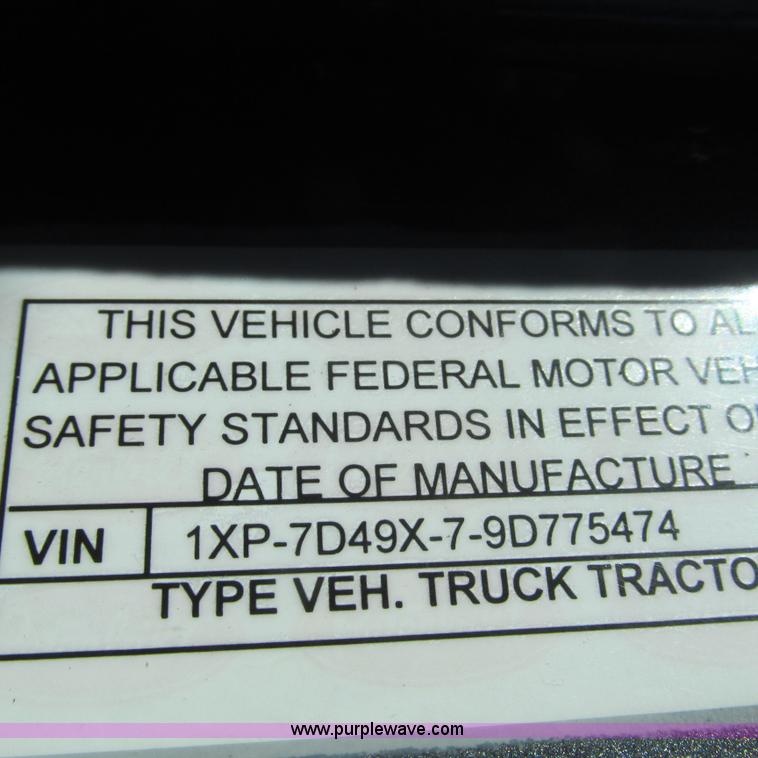 THIS VEHICLE CONFORMS TO AL
APPLICABLE FEDERAL MOTOR VEH
SAFETY STANDARDS IN EFFECT O
DATE OF MANUFACTURE
VIN 1XP-7D49X-7-9D775474
TYPE VEH. TRUCK TRACTO
www.purplewave.com